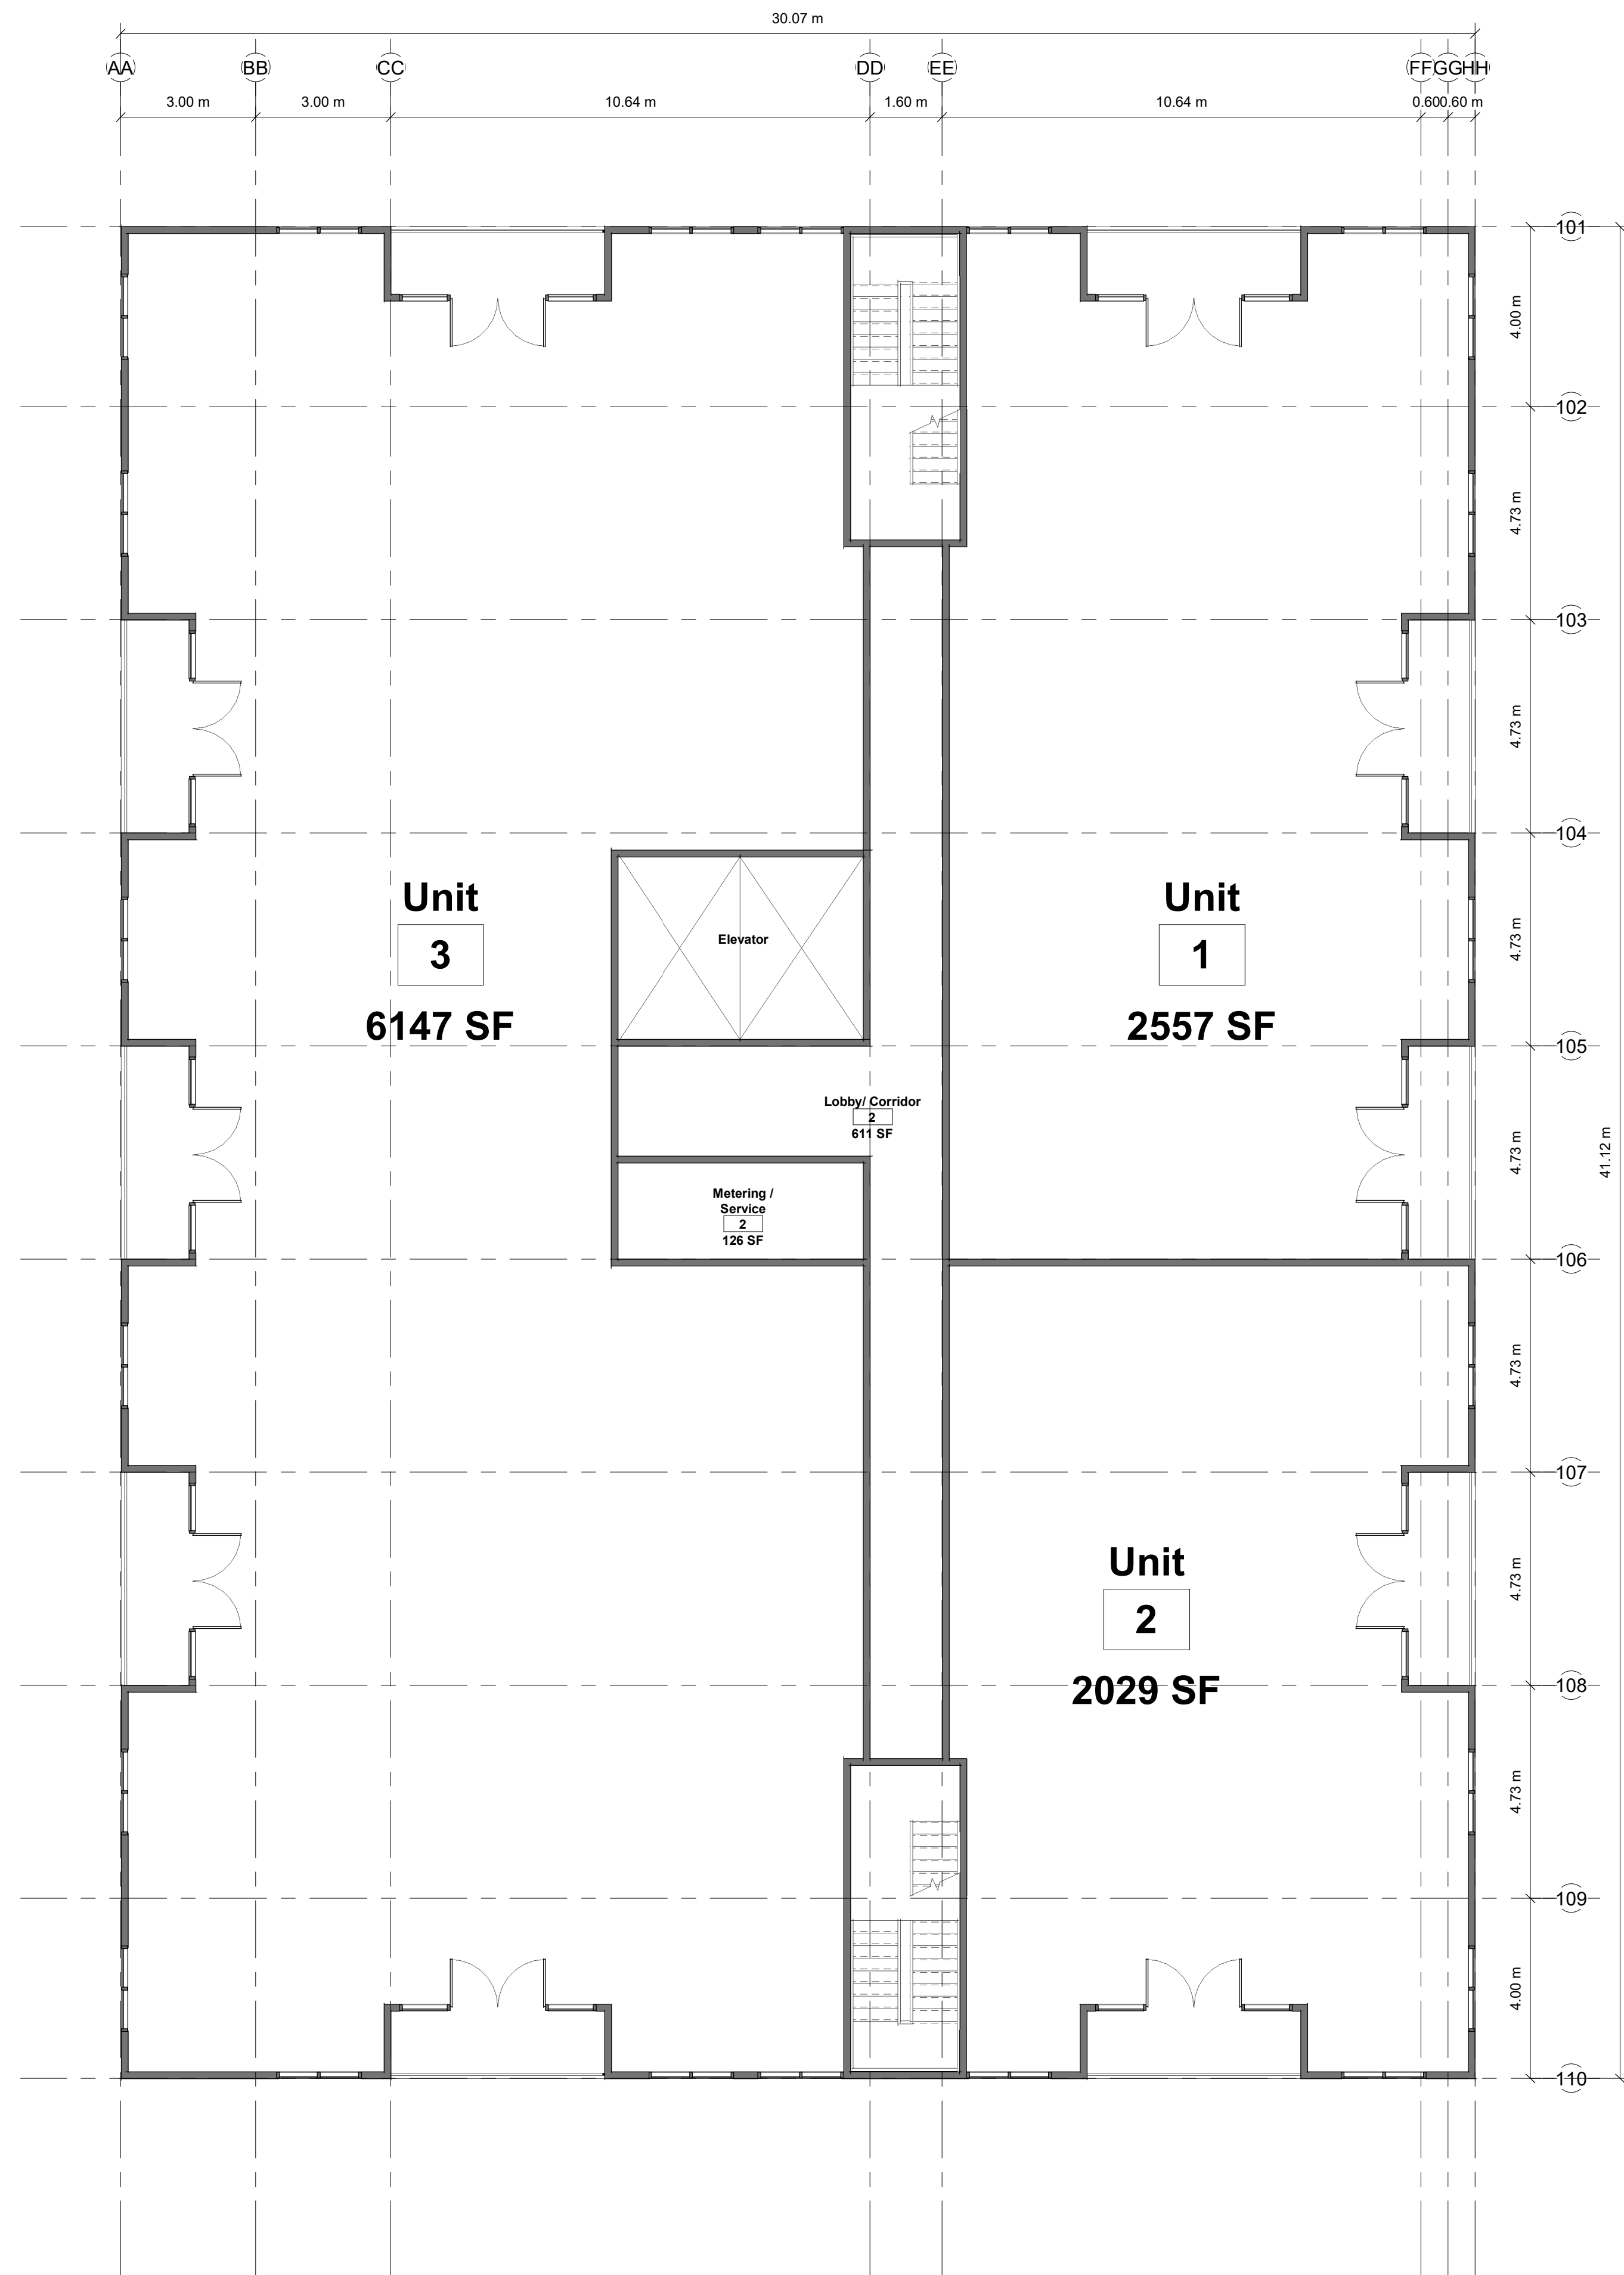 30.07 m
AA BB CC DD EE FF GG HH
3.00 m 3.00 m 10.64 m 1.60 m 10.64 m 0.60 0.60 m
101
4.00 m
102
4.73 m
103
4.73 m
104
Unit
3
6147 SF
Elevator
Unit
1
2557 SF
4.73 m
105
Lobby/ Corridor
2
611 SF
4.73 m
41.12 m
Metering /
Service
2
126 SF
106
4.73 m
107
Unit
2
2029 SF
4.73 m
108
4.73 m
109
4.00 m
110